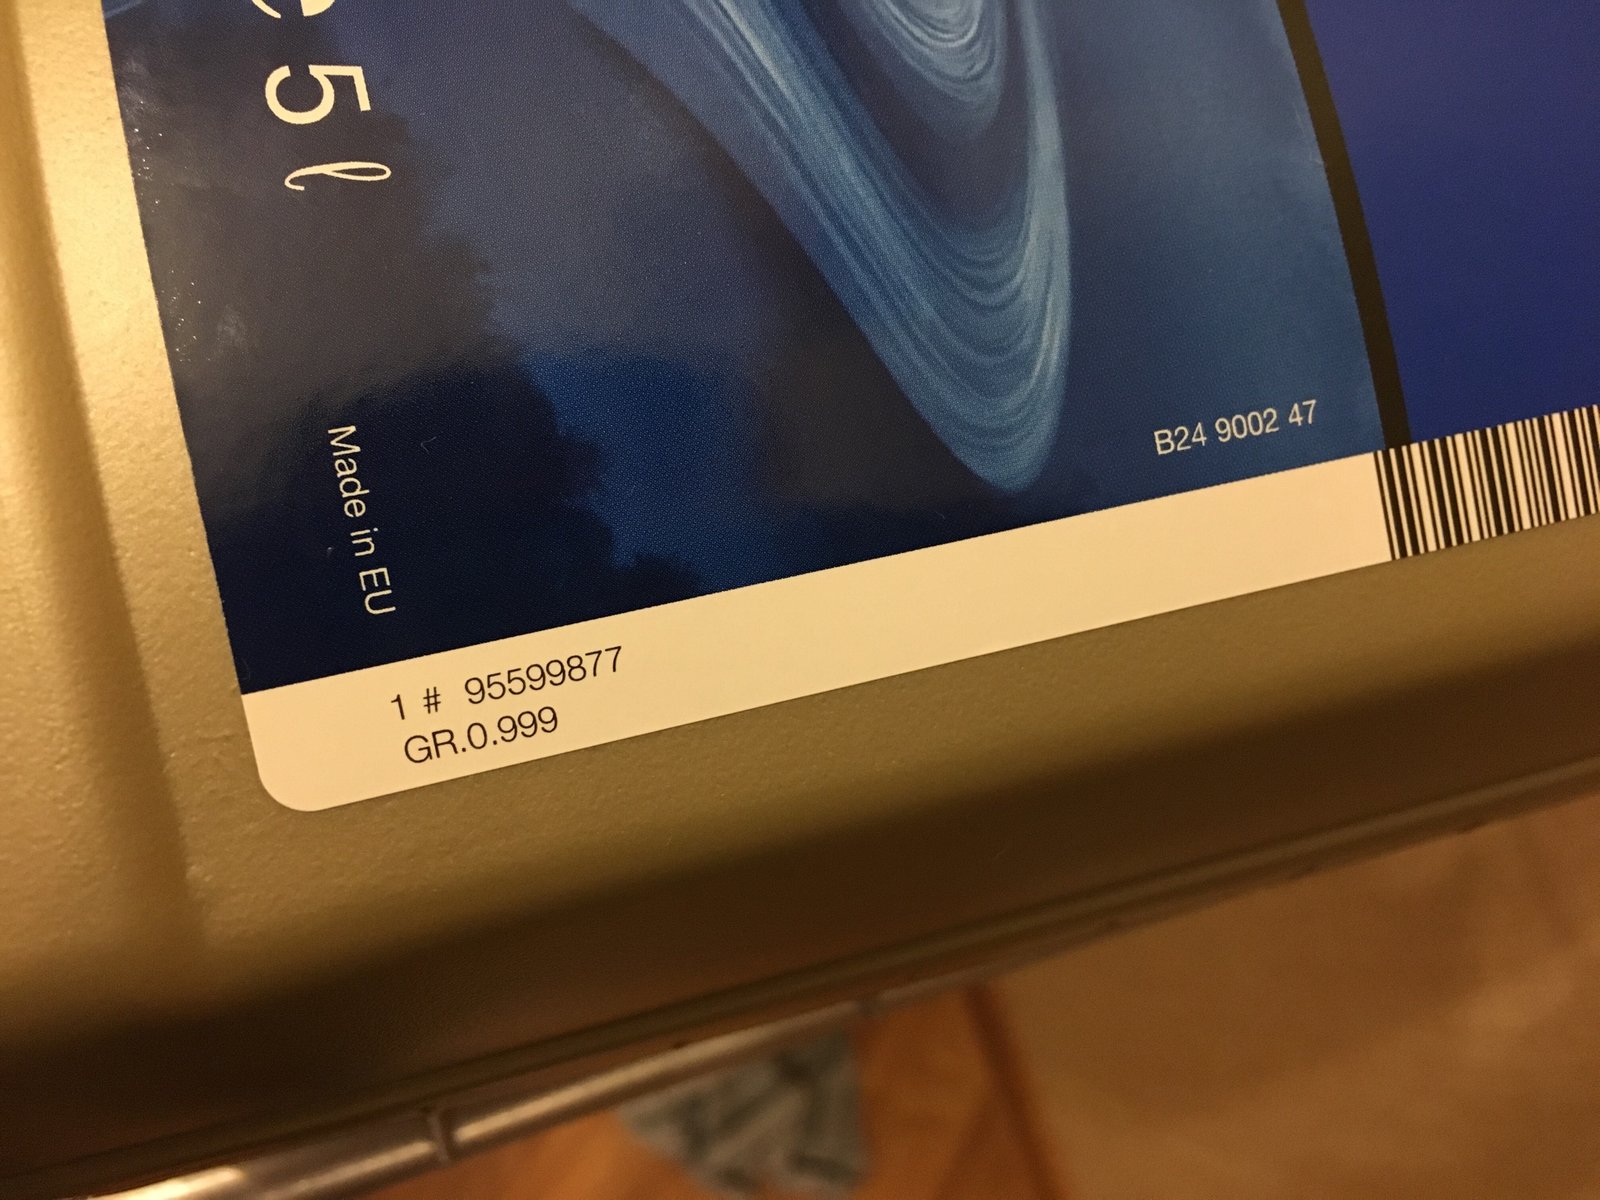 ℮ 5 ℓ
Made in EU
B24 9002 47
1 # 95599877
GR.0.999